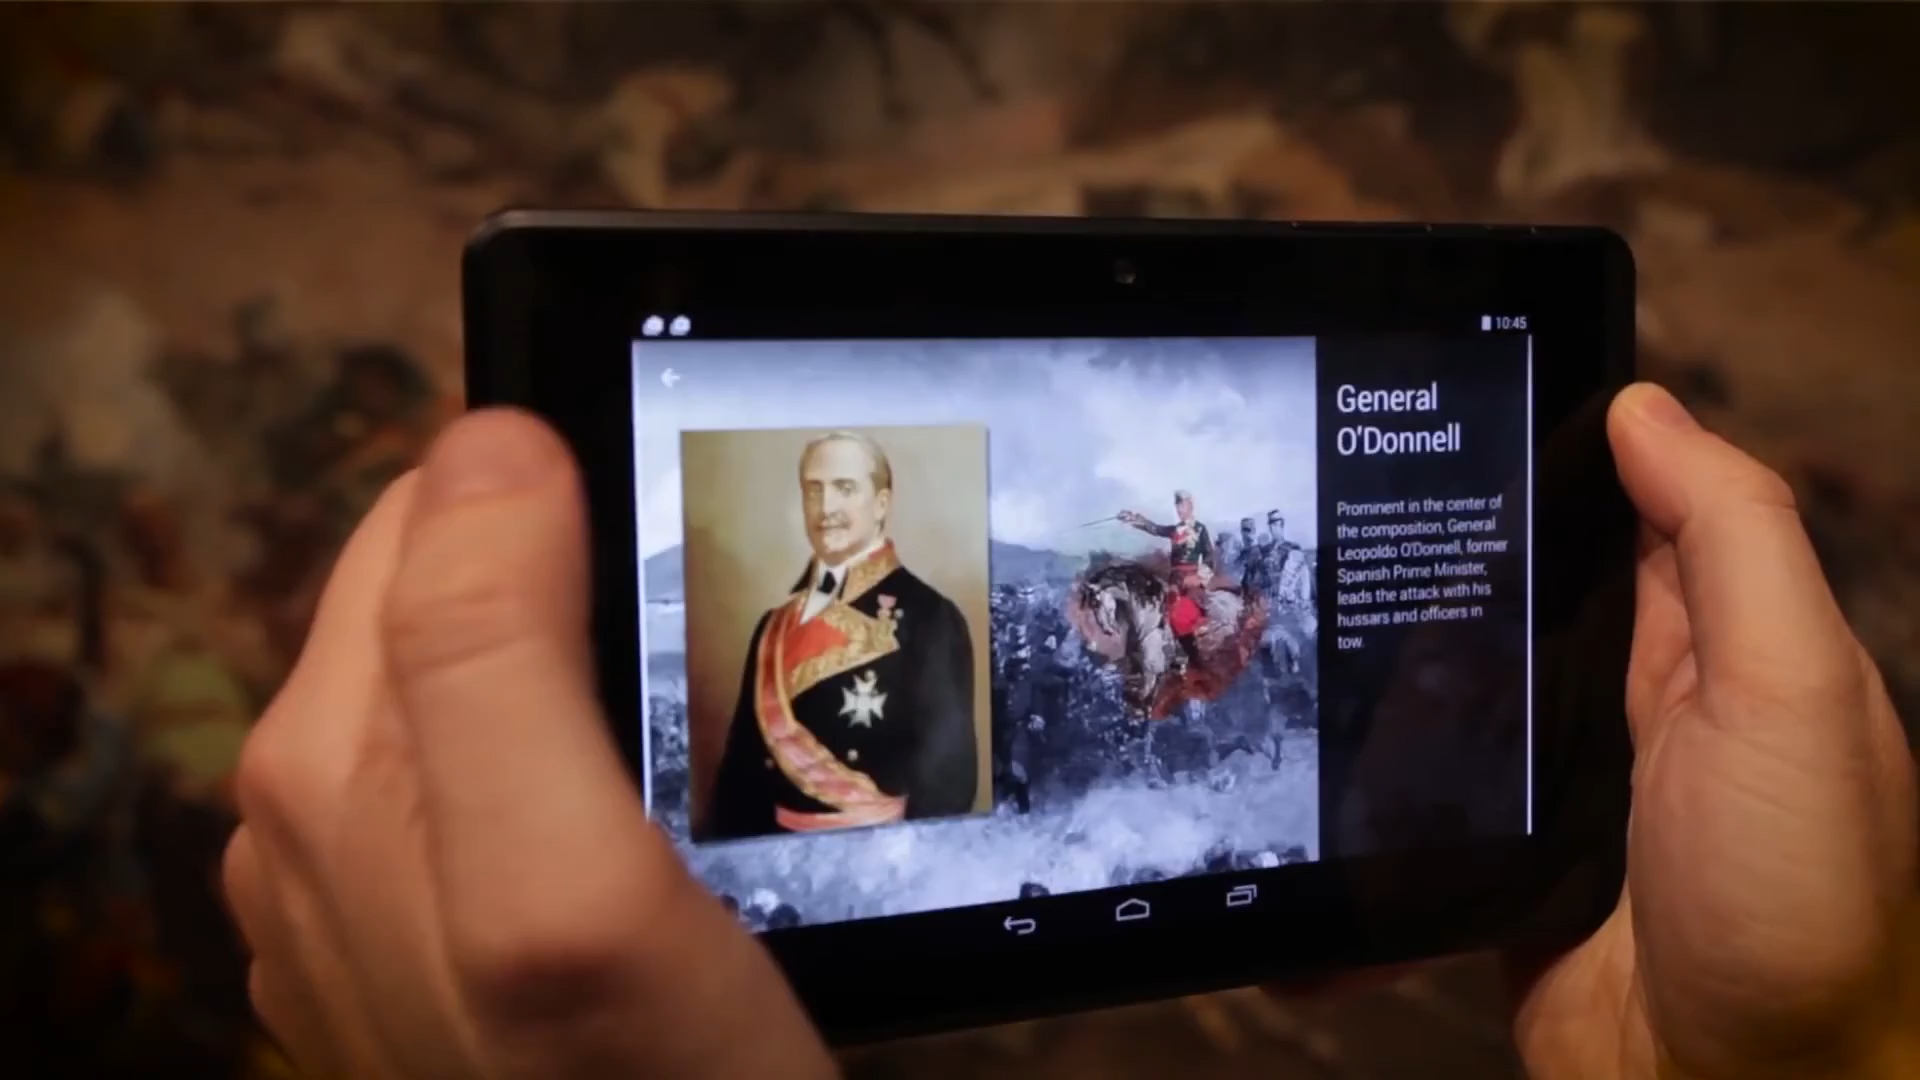 10:45
General
O'Donnell
Prominent in the center of
the composition, General
Leopoldo O'Donnell, former
Spanish Prime Minister,
leads the attack with his
hussars and officers in
tow.